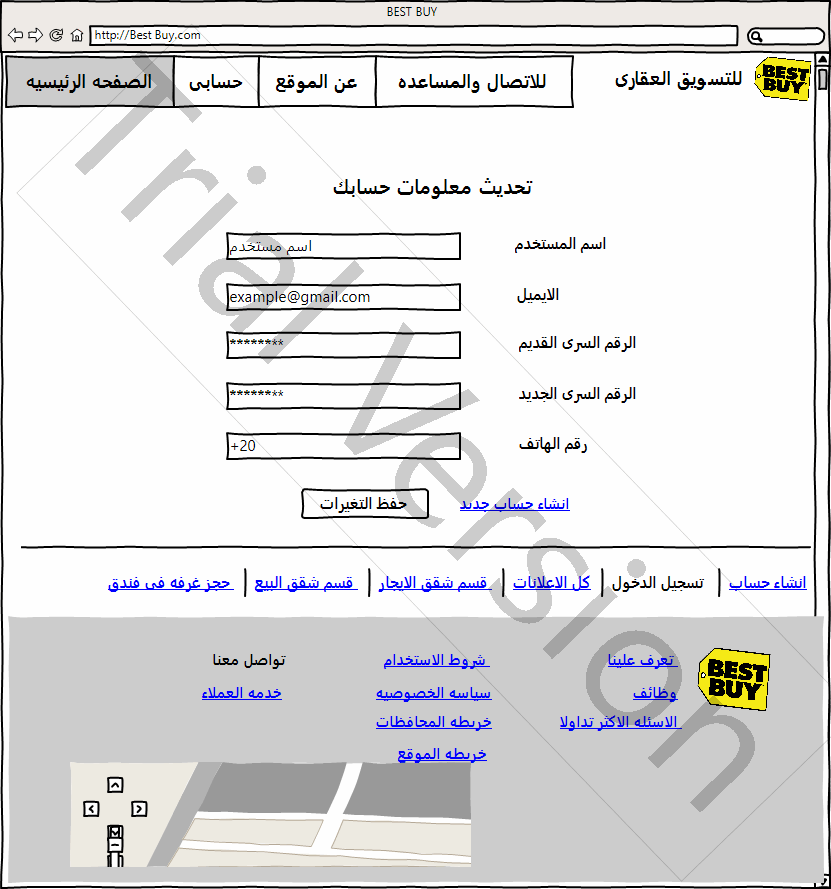 BEST BUY
http://Best Buy.com
BEST BUY
للتسويق العقارى
للاتصال والمساعده
عن الموقع
حسابى
الصفحه الرئيسيه
تحديث معلومات حسابك
اسم المستخدم
اسم مستخدم
الايميل
example@gmail.com
الرقم السرى القديم
********
الرقم السرى الجديد
********
رقم الهاتف
+20
انشاء حساب جديد
حفظ التغيرات
انشاء حساب
تسجيل الدخول
كل الاعلانات
قسم شقق الايجار
قسم شقق البيع
حجز غرفه فى فندق
BEST BUY
تعرف علينا
شروط الاستخدام
تواصل معنا
وظائف
سياسه الخصوصيه
خدمه العملاء
الاسئله الاكثر تداولا
خريطه المحافظات
خريطه الموقع
Trial Version